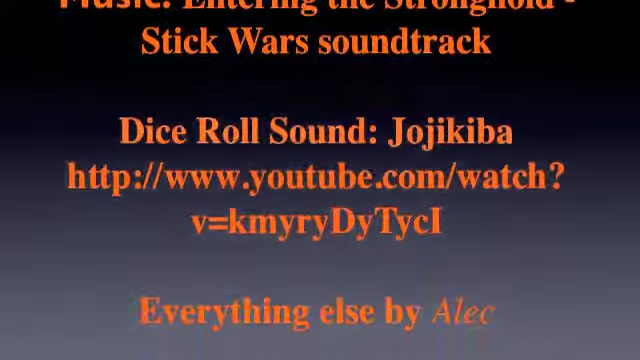 Music: Entering the Stronghold -
Stick Wars soundtrack
Dice Roll Sound: Jojikiba
http://www.youtube.com/watch?
v=kmyryDyTycI
Everything else by Alec